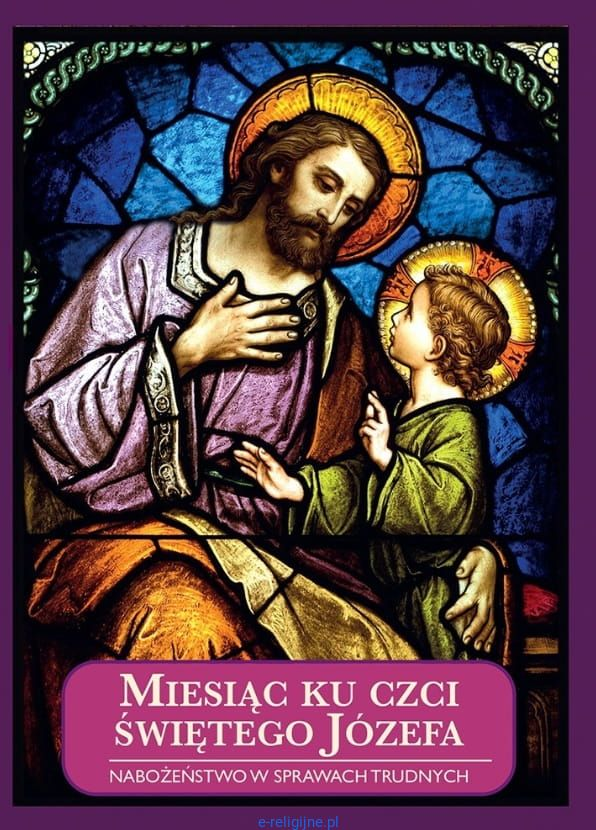 MIESIĄC KU CZCI
ŚWIĘTEGO JÓZEFA
NABOŻEŃSTWO W SPRAWACH TRUDNYCH
e-religijne.pl